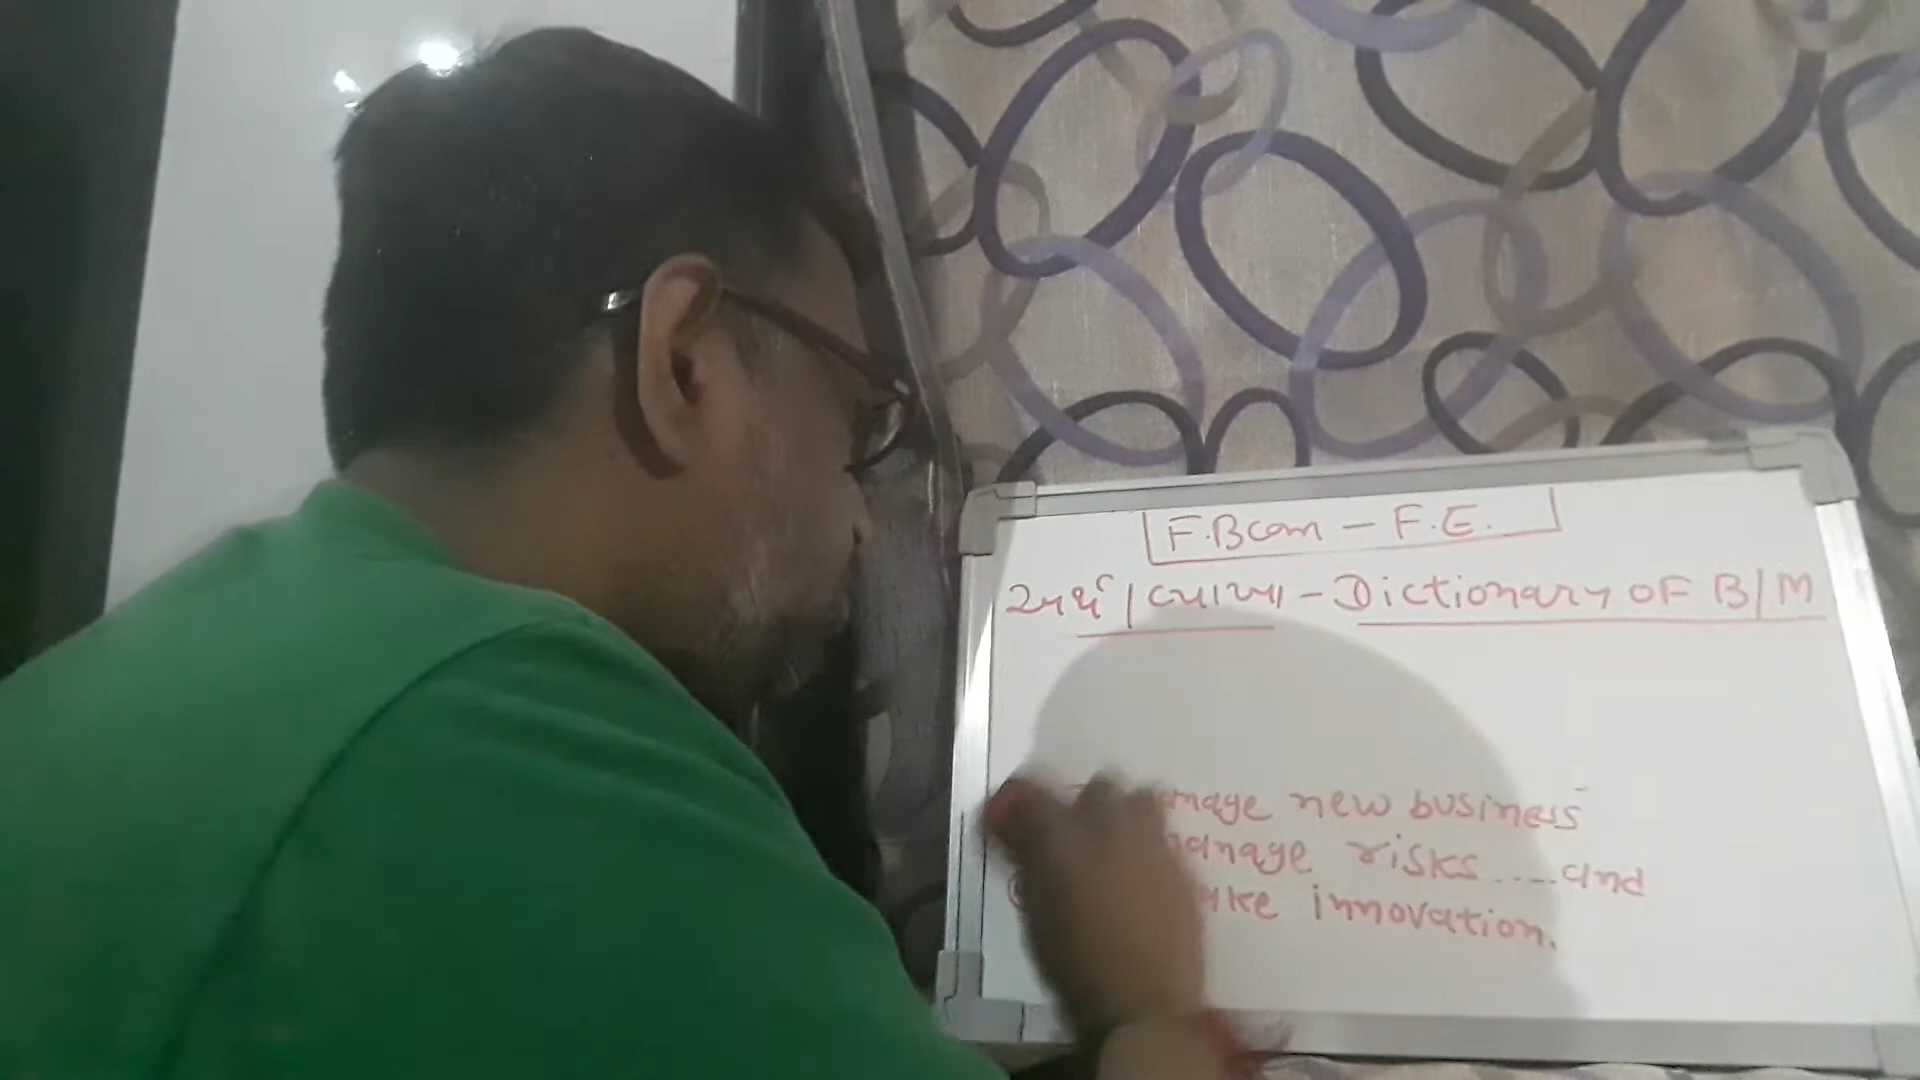 F.Bcom - F.E.
અર્થ / વ્યાખ્યા - Dictionary OF B/M
new business
risks .... and
innovation.